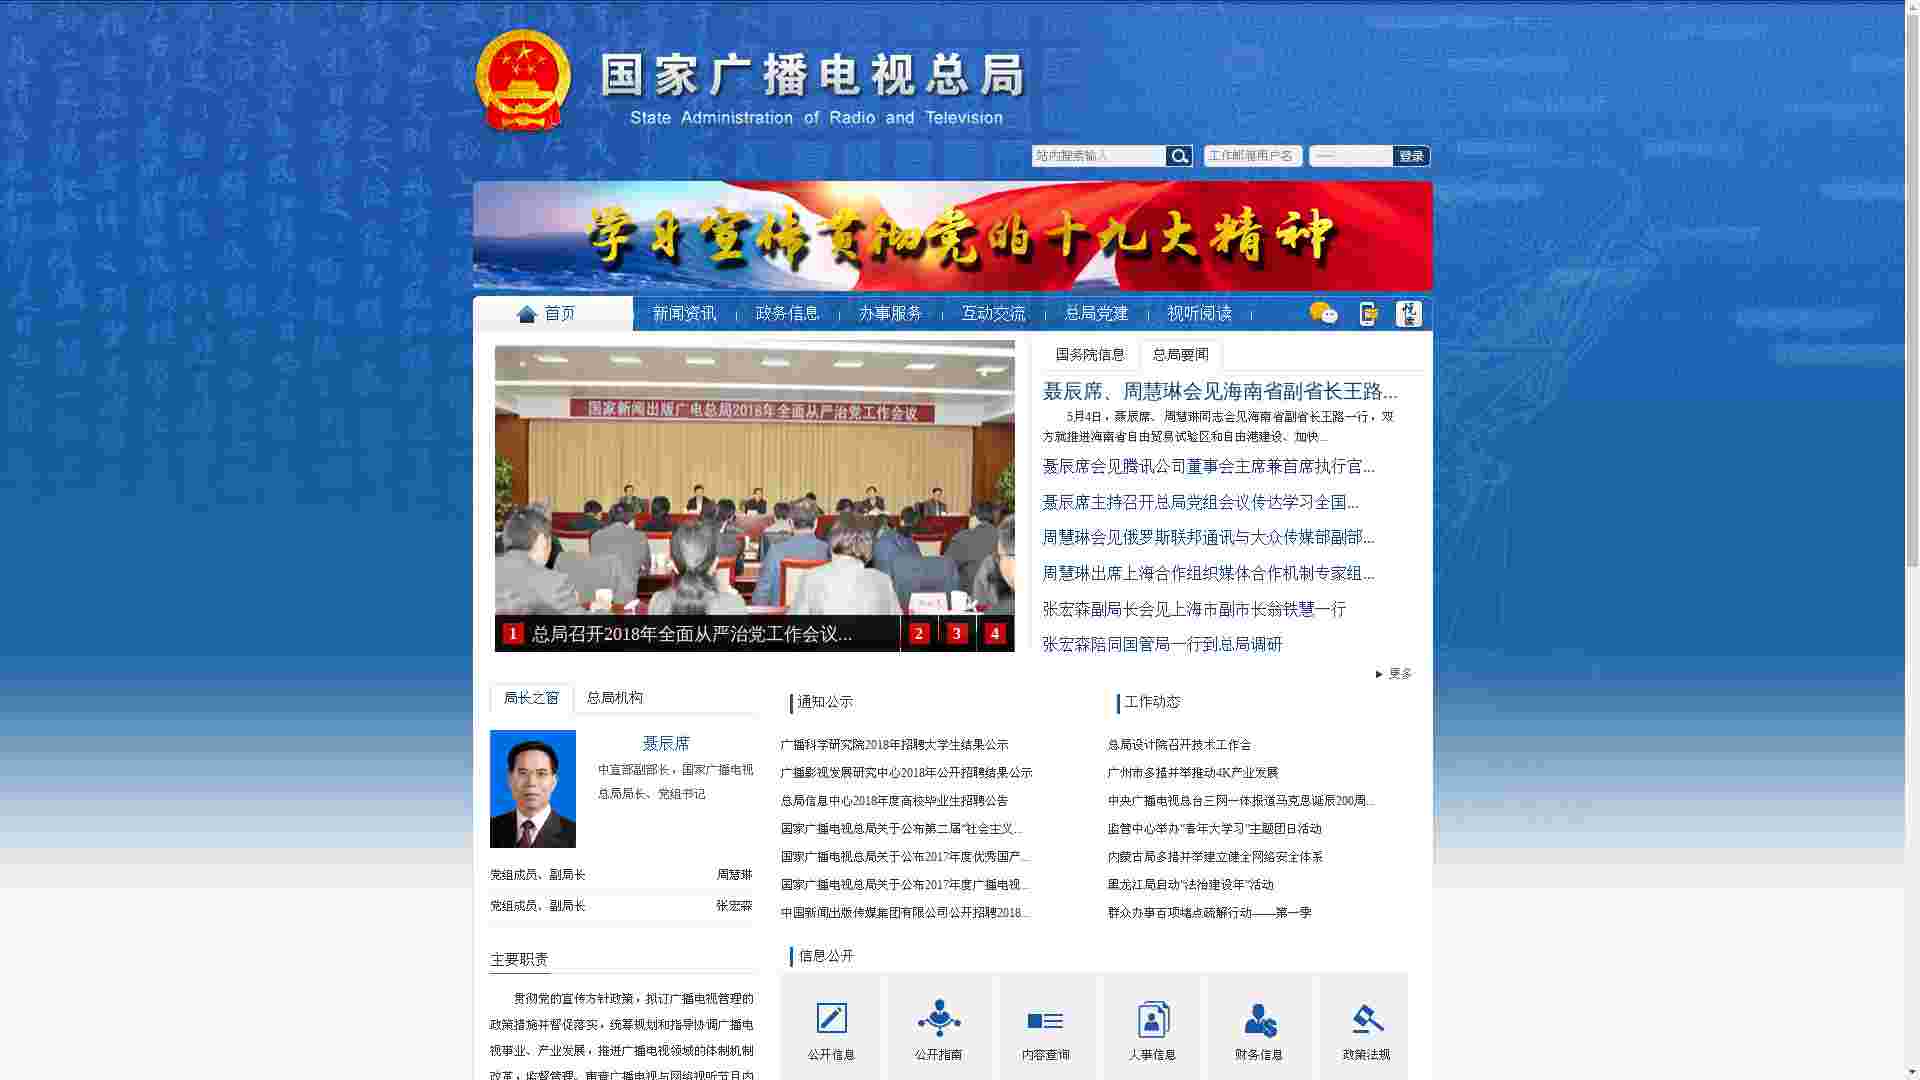 国家广播电视总局
State Administration of Radio and Television
站内搜索输入
工作邮箱用户名
登录
学习宣传贯彻党的十九大精神
首页
新闻资讯
政务信息
办事服务
互动交流
总局党建
视听阅读
国家新闻出版广电总局2018年全面从严治党工作会议
1 总局召开2018年全面从严治党工作会议...
2
3
4
国务院信息
总局要闻
聂辰席、周慧琳会见海南省副省长王路...
5月4日，聂辰席、周慧琳同志会见海南省副省长王路一行，双
方就推进海南省自由贸易试验区和自由港建设、加快...
聂辰席会见腾讯公司董事会主席兼首席执行官...
聂辰席主持召开总局党组会议传达学习全国...
周慧琳会见俄罗斯联邦通讯与大众传媒部副部...
周慧琳出席上海合作组织媒体合作机制专家组...
张宏森副局长会见上海市副市长翁铁慧一行
张宏森陪同国管局一行到总局调研
更多
局长之窗
总局机构
聂辰席
中宣部副部长，国家广播电视
总局局长、党组书记
党组成员、副局长 周慧琳
党组成员、副局长 张宏森
主要职责
贯彻党的宣传方针政策，拟订广播电视管理的
政策措施并督促落实，统筹规划和指导协调广播电
视事业、产业发展，推进广播电视领域的体制机制
改革，监督管理、审查广播电视与网络视听节目内
通知公示
广播科学研究院2018年招聘大学生结果公示
广播影视发展研究中心2018年公开招聘结果公示
总局信息中心2018年度高校毕业生招聘公告
国家广播电视总局关于公布第二届“社会主义...
国家广播电视总局关于公布2017年度优秀国产...
国家广播电视总局关于公布2017年度广播电视...
中国新闻出版传媒集团有限公司公开招聘2018...
工作动态
总局设计院召开技术工作会
广州市多措并举推动4K产业发展
中央广播电视总台三网一体报道马克思诞辰200周...
监管中心举办“青年大学习”主题团日活动
内蒙古局多措并举建立健全网络安全体系
黑龙江局启动“法治建设年”活动
群众办事百项堵点疏解行动——第一季
信息公开
公开信息
公开指南
内容查询
人事信息
财务信息
政策法规